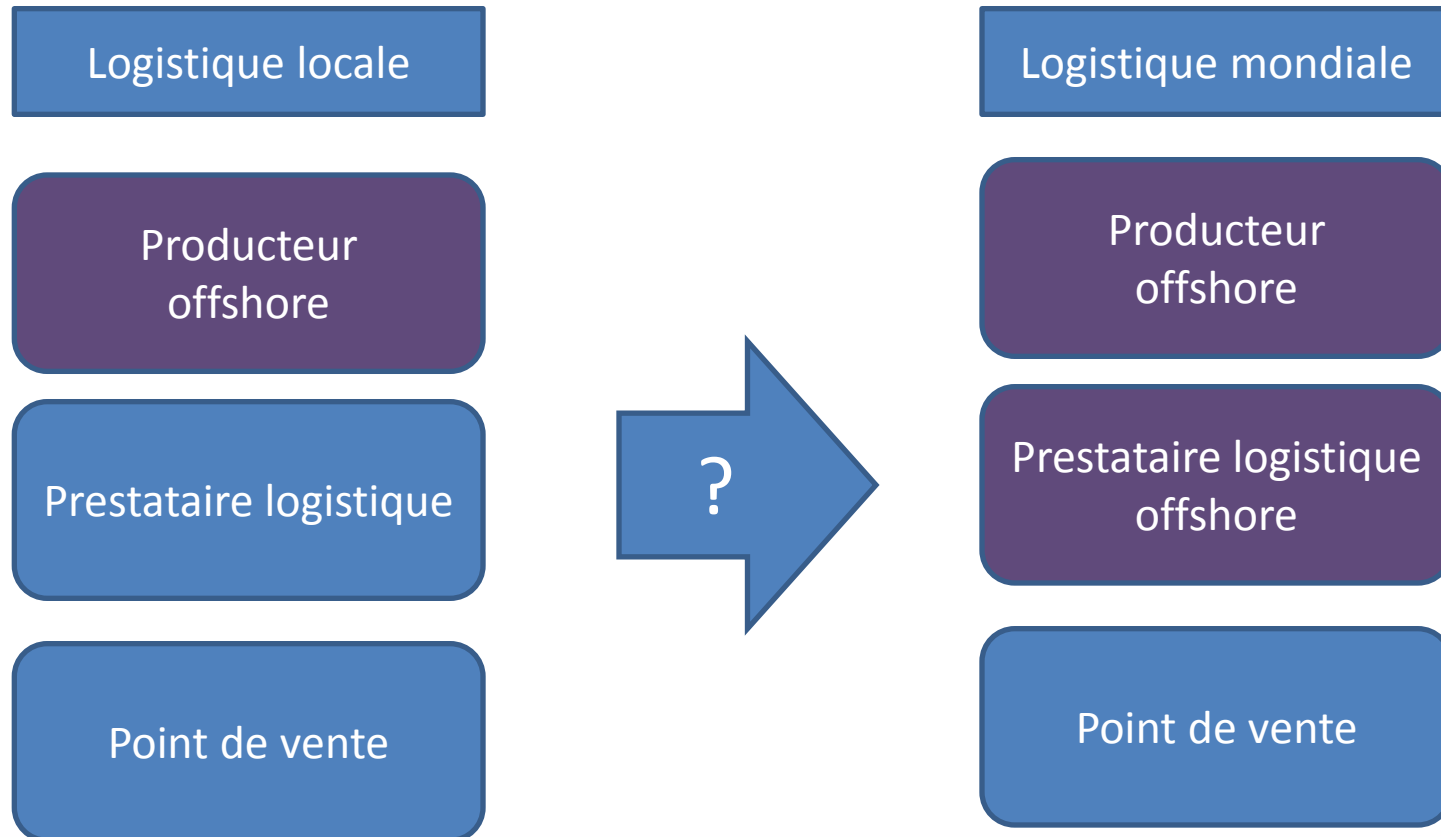 Logistique locale
Producteur
offshore
Prestataire logistique
Point de vente
?
Logistique mondiale
Producteur
offshore
Prestataire logistique
offshore
Point de vente